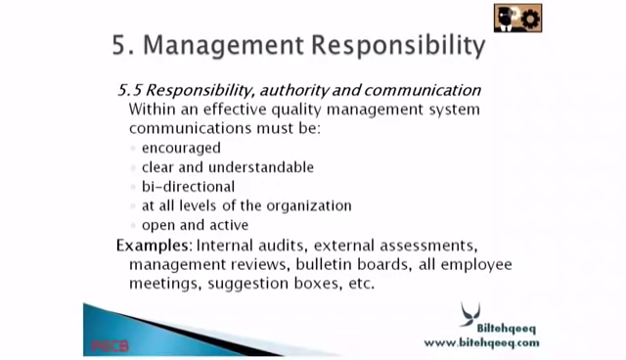 5. Management Responsibility
5.5 Responsibility, authority and communication
Within an effective quality management system
communications must be:
encouraged
clear and understandable
bi-directional
at all levels of the organization
open and active
Examples: Internal audits, external assessments,
management reviews, bulletin boards, all employee
meetings, suggestion boxes, etc.
Biltehqeeq
www.bitehqeeq.com